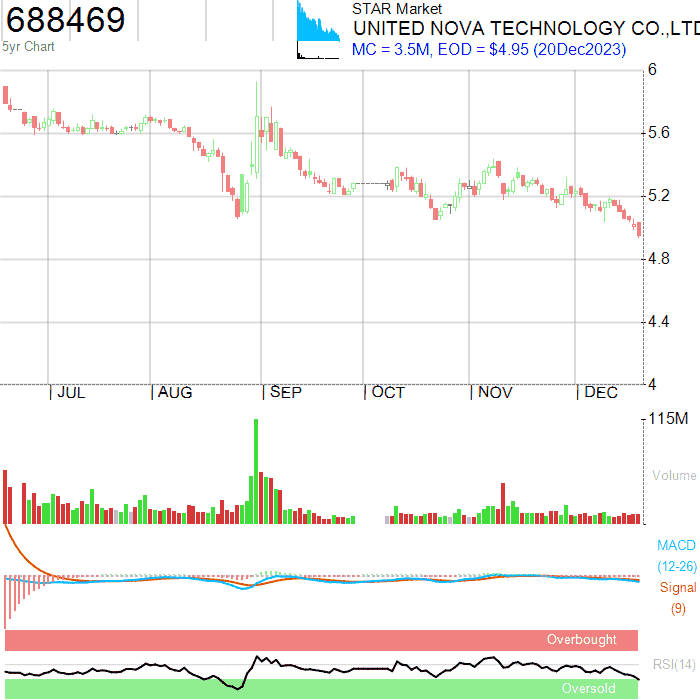 688469
5yr Chart
STAR Market
UNITED NOVA TECHNOLOGY CO.,LTD
MC = 3.5M, EOD = $4.95 (20Dec2023)
6
5.6
5.2
4.8
4.4
4
JUL AUG SEP OCT NOV DEC
115M
Volume
MACD
(12-26)
Signal
(9)
Overbought
RSI(14)
Oversold